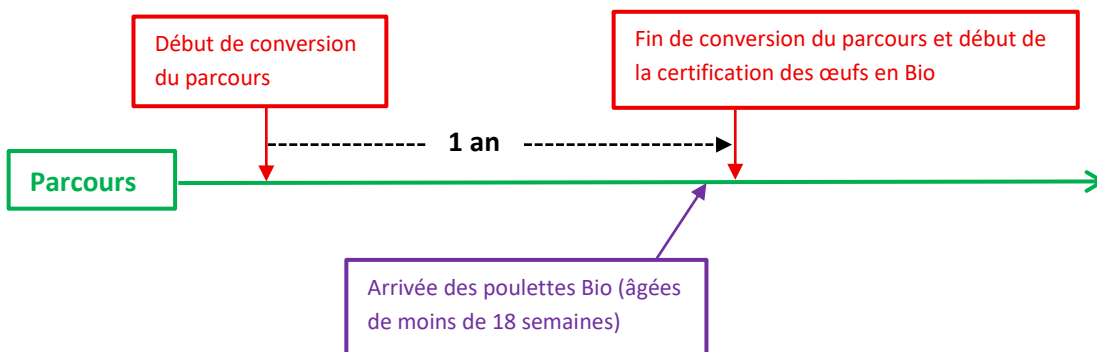 Début de conversion
du parcours
Fin de conversion du parcours et début de
la certification des œufs en Bio
1 an
Parcours
Arrivée des poulettes Bio (âgées
de moins de 18 semaines)